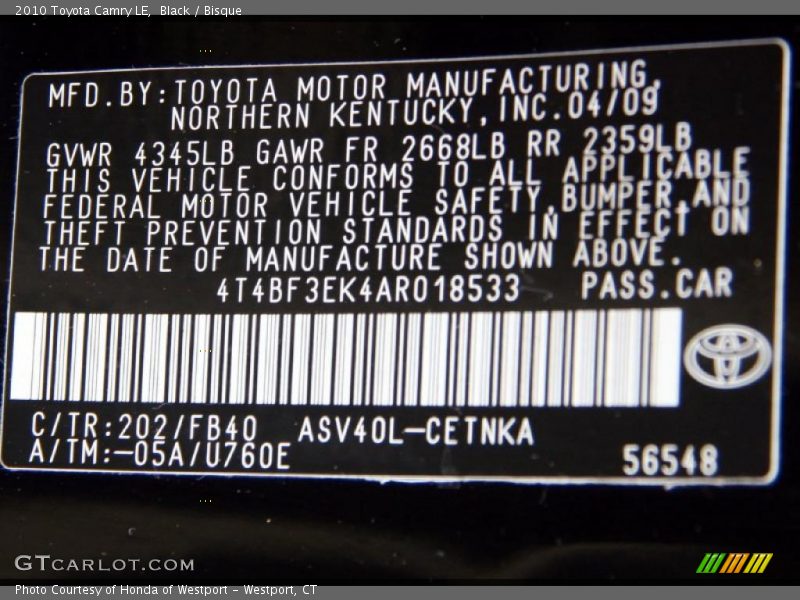 2010 Toyota Camry LE, Black / Bisque
MFD.BY:TOYOTA MOTOR MANUFACTURING,
NORTHERN KENTUCKY,INC.04/09
GVWR 4345LB GAWR FR 2668LB RR 2359LB
THIS VEHICLE CONFORMS TO ALL APPLICABLE
FEDERAL MOTOR VEHICLE SAFETY,BUMPER,AND
THEFT PREVENTION STANDARDS IN EFFECT ON
THE DATE OF MANUFACTURE SHOWN ABOVE.
4T4BF3EK4AR018533 PASS.CAR
C/TR:202/FB40 ASV40L-CETNKA
A/TM:-05A/U760E 56548
GTCARLOT.COM
Photo Courtesy of Honda of Westport - Westport, CT